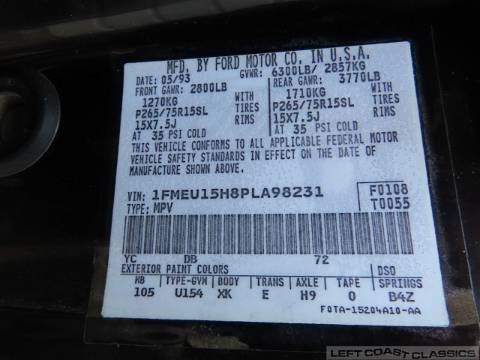 MFD. BY FORD MOTOR CO. IN U.S.A.
DATE: 05/93 GVWR: 6300LB/ 2857KG
FRONT GAWR: 2800LB REAR GAWR: 3770LB
1270KG WITH 1710KG WITH
P265/75R15SL TIRES P265/75R15SL TIRES
15X7.5J RIMS 15X7.5J RIMS
AT 35 PSI COLD AT 35 PSI COLD
THIS VEHICLE CONFORMS TO ALL APPLICABLE FEDERAL MOTOR
VEHICLE SAFETY STANDARDS IN EFFECT ON THE DATE OF
MANUFACTURE SHOWN ABOVE.
VIN: 1FMEU15H8PLA98231 F0108
TYPE: MPV T0055
YC DB 72
EXTERIOR PAINT COLORS DSO
WB TYPE-GVM BODY TRANS AXLE TAPE SPRINGS
105 U154 XK E H9 0 B4Z
F0TA-15204A10-AA
LEFT COAST CLASSICS